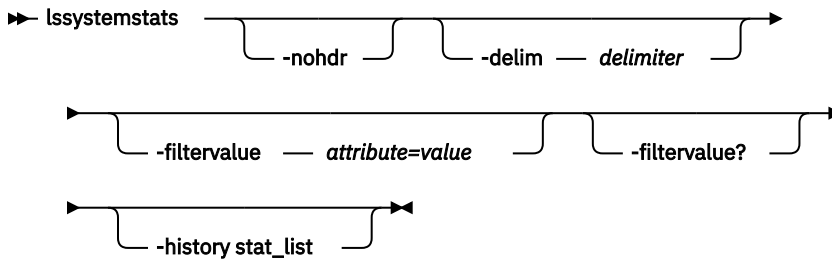 lssystemstats -nohdr -delim delimiter
-filtervalue attribute=value -filtervalue?
-history stat_list